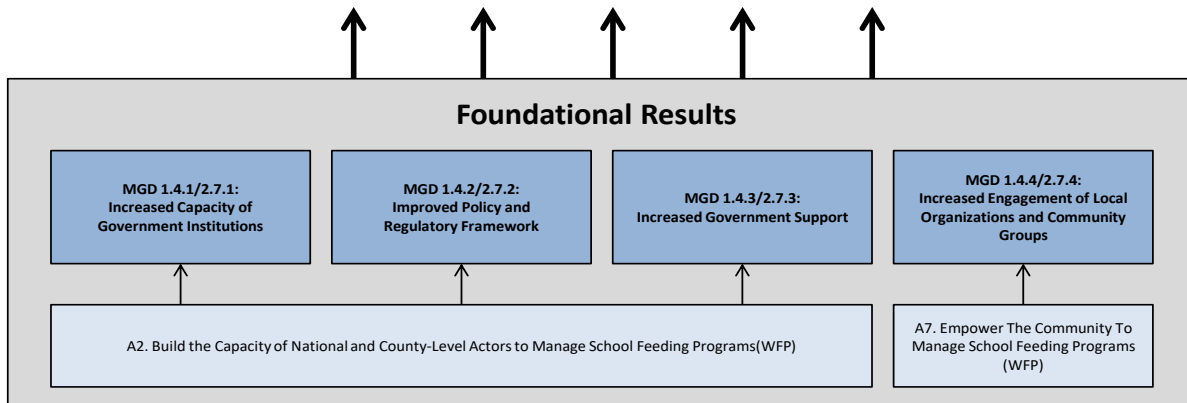 Foundational Results
MGD 1.4.1/2.7.1:
Increased Capacity of
Government Institutions
MGD 1.4.2/2.7.2:
Improved Policy and
Regulatory Framework
MGD 1.4.3/2.7.3:
Increased Government Support
MGD 1.4.4/2.7.4:
Increased Engagement of Local
Organizations and Community
Groups
A2. Build the Capacity of National and County-Level Actors to Manage School Feeding Programs(WFP)
A7. Empower The Community To
Manage School Feeding Programs
(WFP)